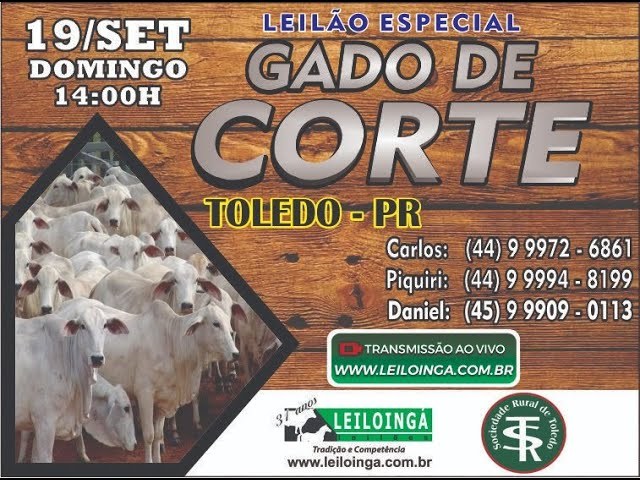 19/SET
DOMINGO
14:00H
LEILÃO ESPECIAL
GADO DE
CORTE
TOLEDO - PR
Carlos: (44) 9 9972 - 6861
Piquiri: (44) 9 9994 - 8199
Daniel: (45) 9 9909 - 0113
TRANSMISSÃO AO VIVO
WWW.LEILOINGA.COM.BR
37 anos
LEILOINGÁ
leilões
Tradição e Competência
www.leiloinga.com.br
Sociedade Rural de Toledo
SRT